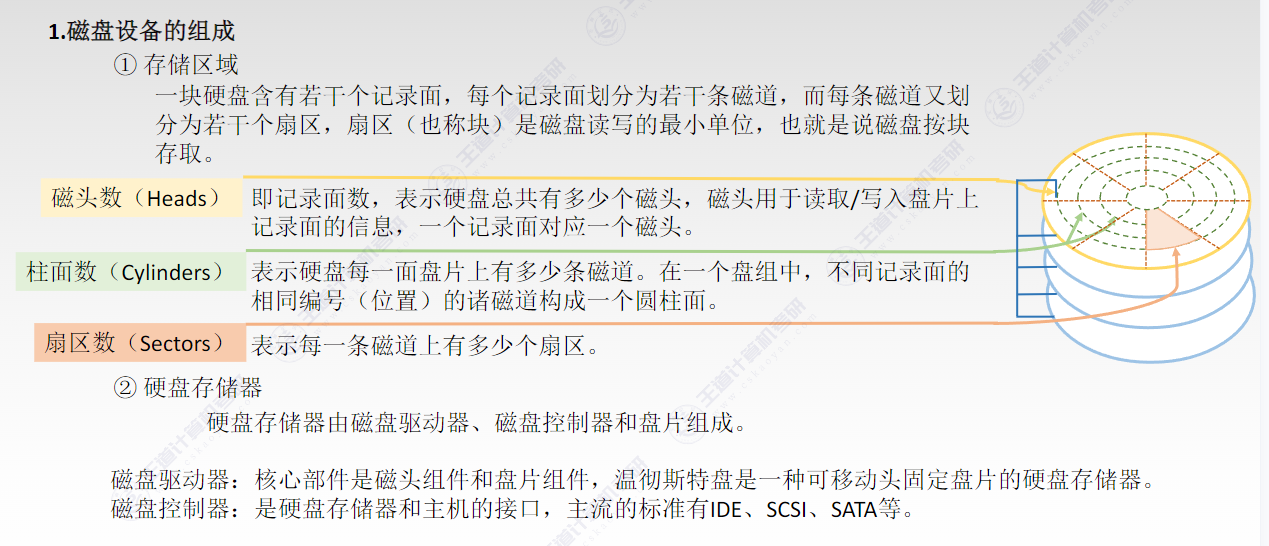 1.磁盘设备的组成
① 存储区域
一块硬盘含有若干个记录面，每个记录面划分为若干条磁道，而每条磁道又划
分为若干个扇区，扇区（也称块）是磁盘读写的最小单位，也就是说磁盘按块
存取。
磁头数（Heads）
即记录面数，表示硬盘总共有多少个磁头，磁头用于读取/写入盘片上
记录面的信息，一个记录面对应一个磁头。
柱面数（Cylinders）
表示硬盘每一面盘片上有多少条磁道。在一个盘组中，不同记录面的
相同编号（位置）的诸磁道构成一个圆柱面。
扇区数（Sectors）
表示每一条磁道上有多少个扇区。
② 硬盘存储器
硬盘存储器由磁盘驱动器、磁盘控制器和盘片组成。
磁盘驱动器：核心部件是磁头组件和盘片组件，温彻斯特盘是一种可移动头固定盘片的硬盘存储器。
磁盘控制器：是硬盘存储器和主机的接口，主流的标准有IDE、SCSI、SATA等。
王道计算机考研